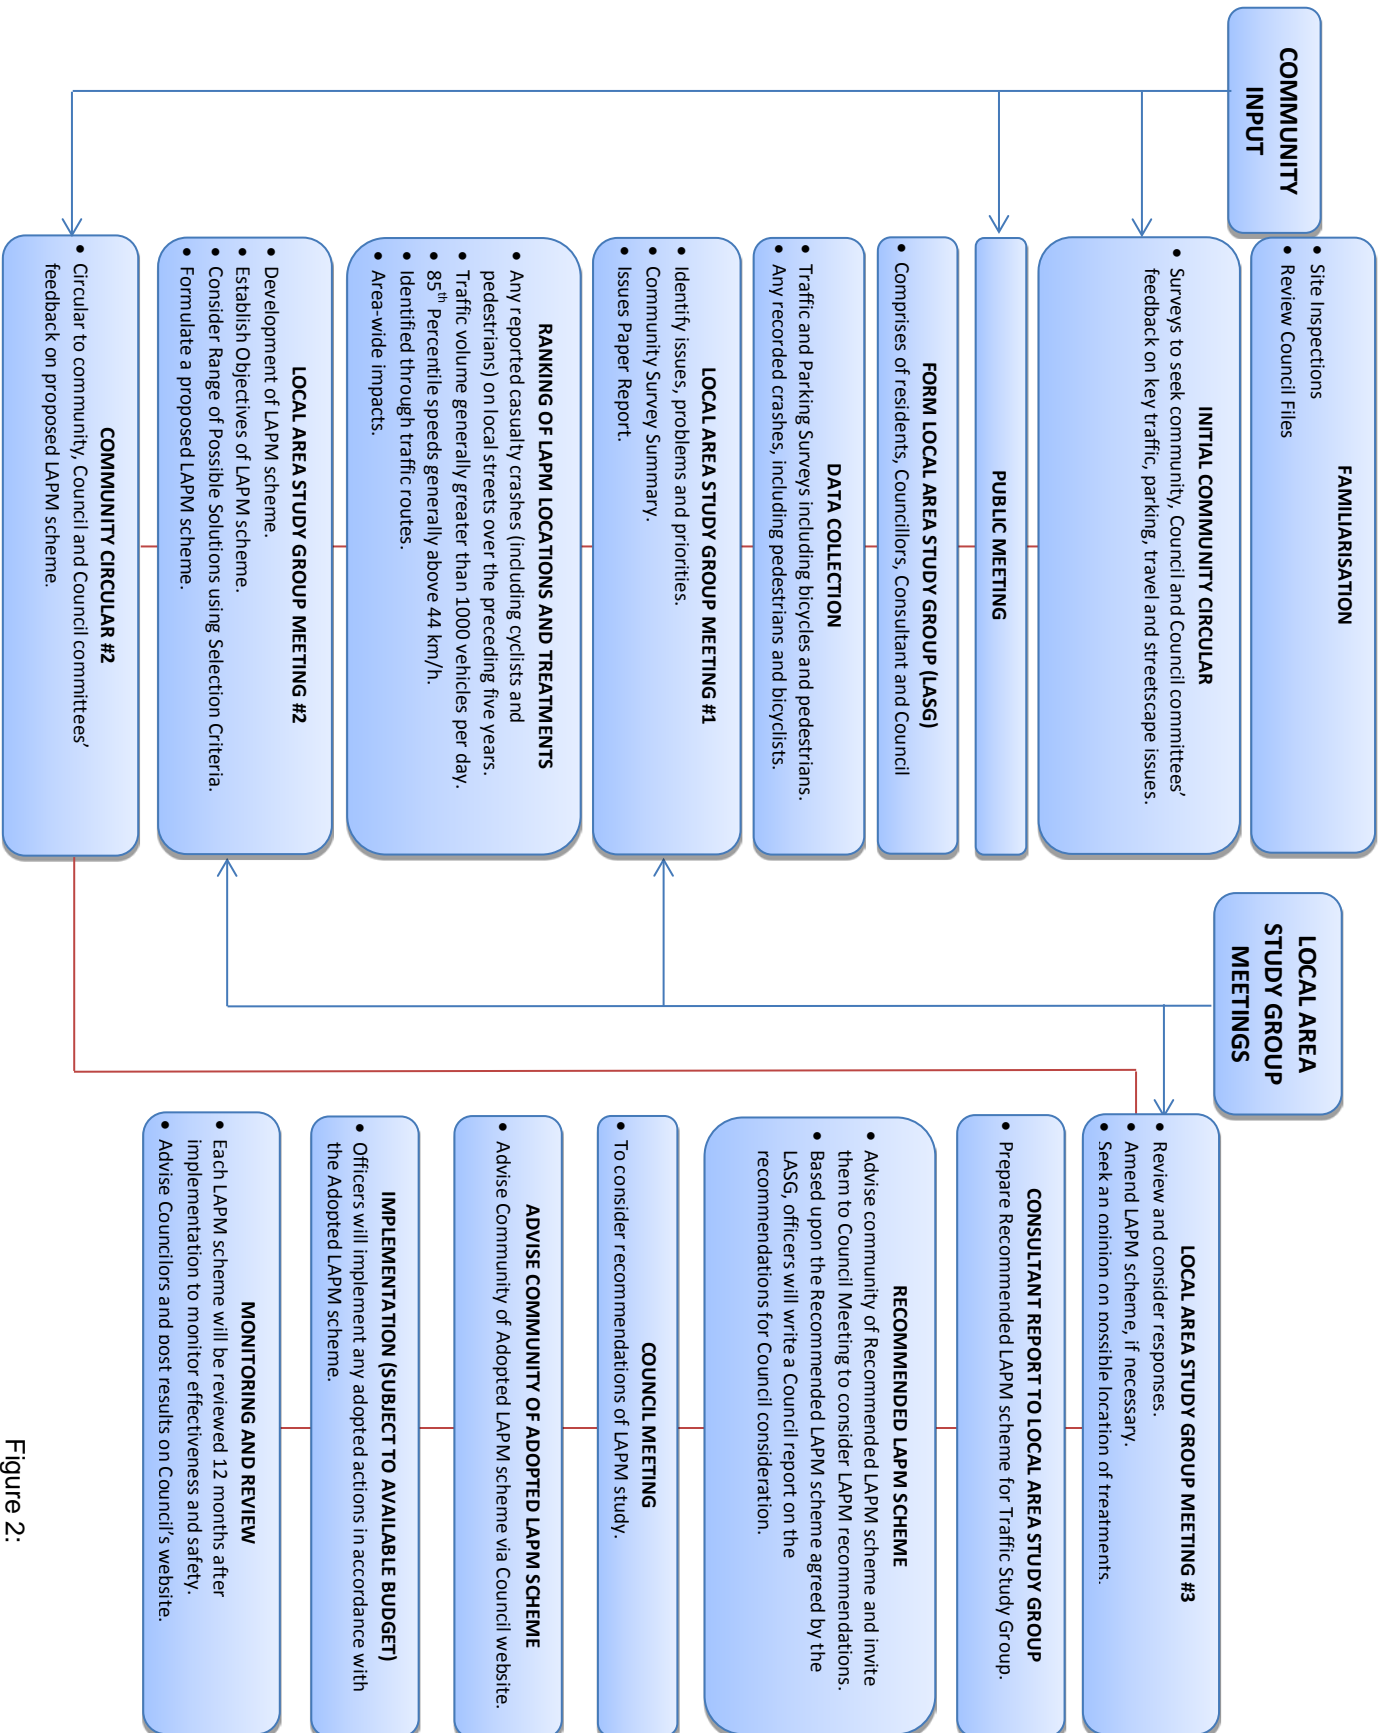 COMMUNITY
INPUT
FAMILIARISATION
• Site Inspections
• Review Council Files
INITIAL COMMUNITY CIRCULAR
• Surveys to seek community, Council and Council committees’
feedback on key traffic, parking, travel and streetscape issues.
PUBLIC MEETING
FORM LOCAL AREA STUDY GROUP (LASG)
• Comprises of residents, Councillors, Consultant and Council
DATA COLLECTION
• Traffic and Parking Surveys including bicycles and pedestrians.
• Any recorded crashes, including pedestrians and bicyclists.
LOCAL AREA STUDY GROUP MEETING #1
• Identify issues, problems and priorities.
• Community Survey Summary.
• Issues Paper Report.
RANKING OF LAPM LOCATIONS AND TREATMENTS
• Any reported casualty crashes (including cyclists and
pedestrians) on local streets over the preceding five years.
• Traffic volume generally greater than 1000 vehicles per day.
• 85th Percentile speeds generally above 44 km/h.
• Identified through traffic routes.
• Area-wide impacts.
LOCAL AREA STUDY GROUP MEETING #2
• Development of LAPM scheme.
• Establish Objectives of LAPM scheme.
• Consider Range of Possible Solutions using Selection Criteria.
• Formulate a proposed LAPM scheme.
COMMUNITY CIRCULAR #2
• Circular to community, Council and Council committees’
feedback on proposed LAPM scheme.
LOCAL AREA
STUDY GROUP
MEETINGS
LOCAL AREA STUDY GROUP MEETING #3
• Review and consider responses.
• Amend LAPM scheme, if necessary.
• Seek an opinion on possible location of treatments.
CONSULTANT REPORT TO LOCAL AREA STUDY GROUP
• Prepare Recommended LAPM scheme for Traffic Study Group.
RECOMMENDED LAPM SCHEME
• Advise community of Recommended LAPM scheme and invite
them to Council Meeting to consider LAPM recommendations.
• Based upon the Recommended LAPM scheme agreed by the
LASG, officers will write a Council report on the
recommendations for Council consideration.
COUNCIL MEETING
• To consider recommendations of LAPM study.
ADVISE COMMUNITY OF ADOPTED LAPM SCHEME
• Advise Community of Adopted LAPM scheme via Council website.
IMPLEMENTATION (SUBJECT TO AVAILABLE BUDGET)
• Officers will implement any adopted actions in accordance with
the Adopted LAPM scheme.
MONITORING AND REVIEW
• Each LAPM scheme will be reviewed 12 months after
implementation to monitor effectiveness and safety.
• Advise Councilors and post results on Council’s website.
Figure 2: